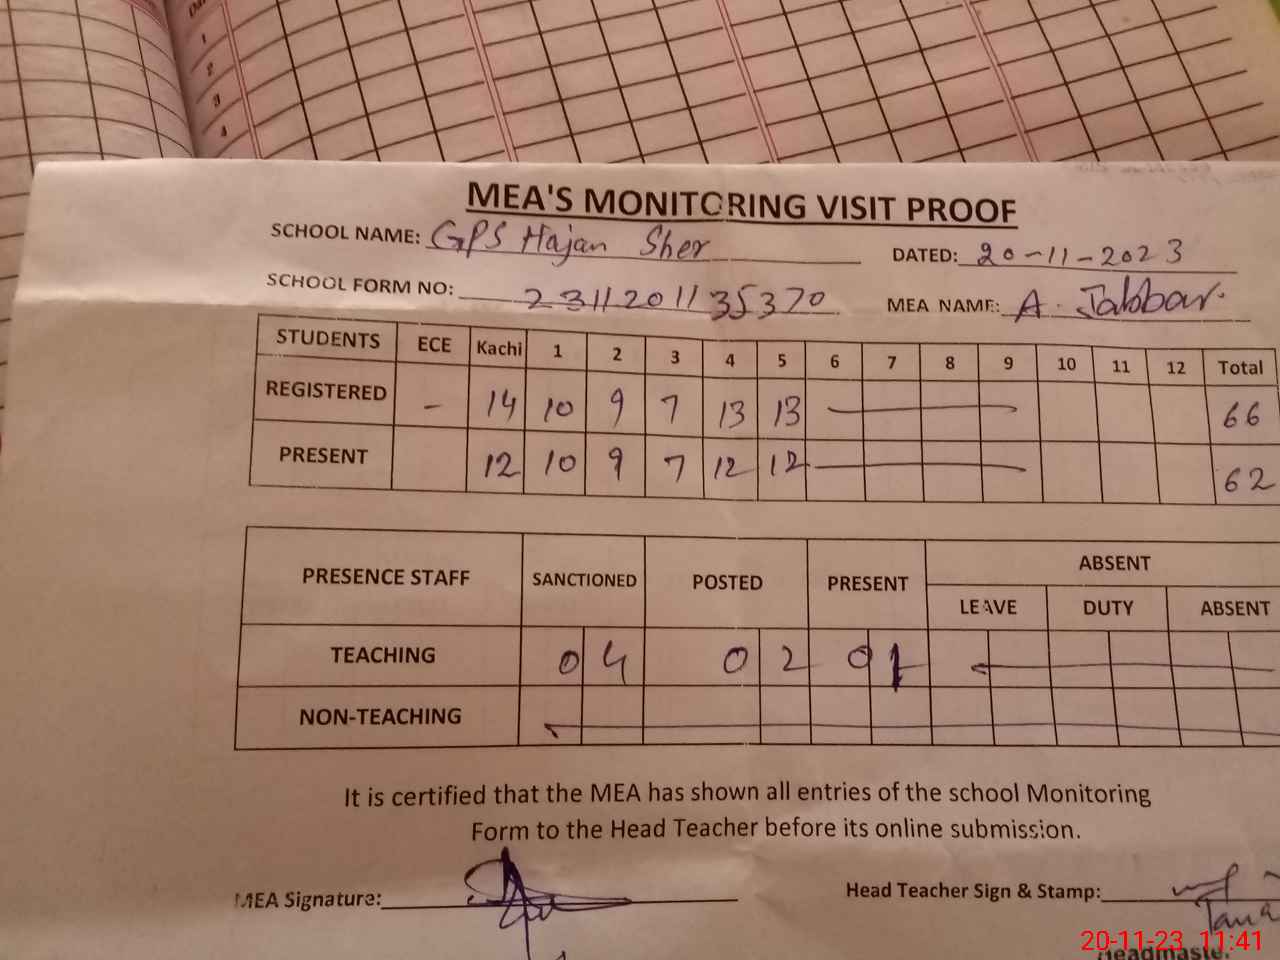 1
2
3
4
MEA'S MONITORING VISIT PROOF
SCHOOL NAME: GPS Hajan Sher
DATED: 20-11-2023
SCHOOL FORM NO: 2311201135370
MEA NAME: A. Jabbar.
STUDENTS ECE Kachi 1 2 3 4 5 6 7 8 9 10 11 12 Total
REGISTERED - 14 10 9 7 13 13 66
PRESENT 12 10 9 7 12 12 62
PRESENCE STAFF SANCTIONED POSTED PRESENT ABSENT
LEAVE DUTY ABSENT
TEACHING 04 02 01
NON-TEACHING
It is certified that the MEA has shown all entries of the school Monitoring
Form to the Head Teacher before its online submission.
MEA Signature:
Head Teacher Sign & Stamp:
20-11-23 11:41